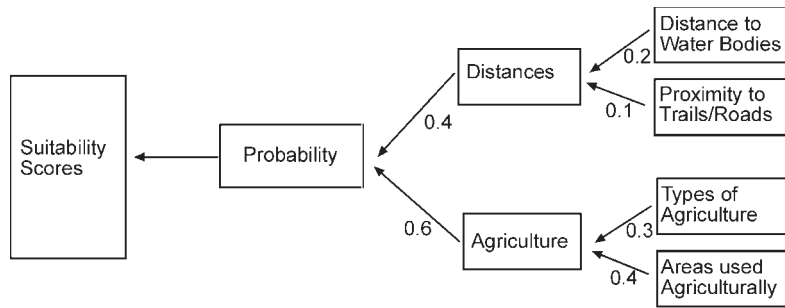 Suitability
Scores
Probability
0.4
0.6
Distances
Agriculture
0.2
0.1
Distance to
Water Bodies
Proximity to
Trails/Roads
0.3
0.4
Types of
Agriculture
Areas used
Agriculturally